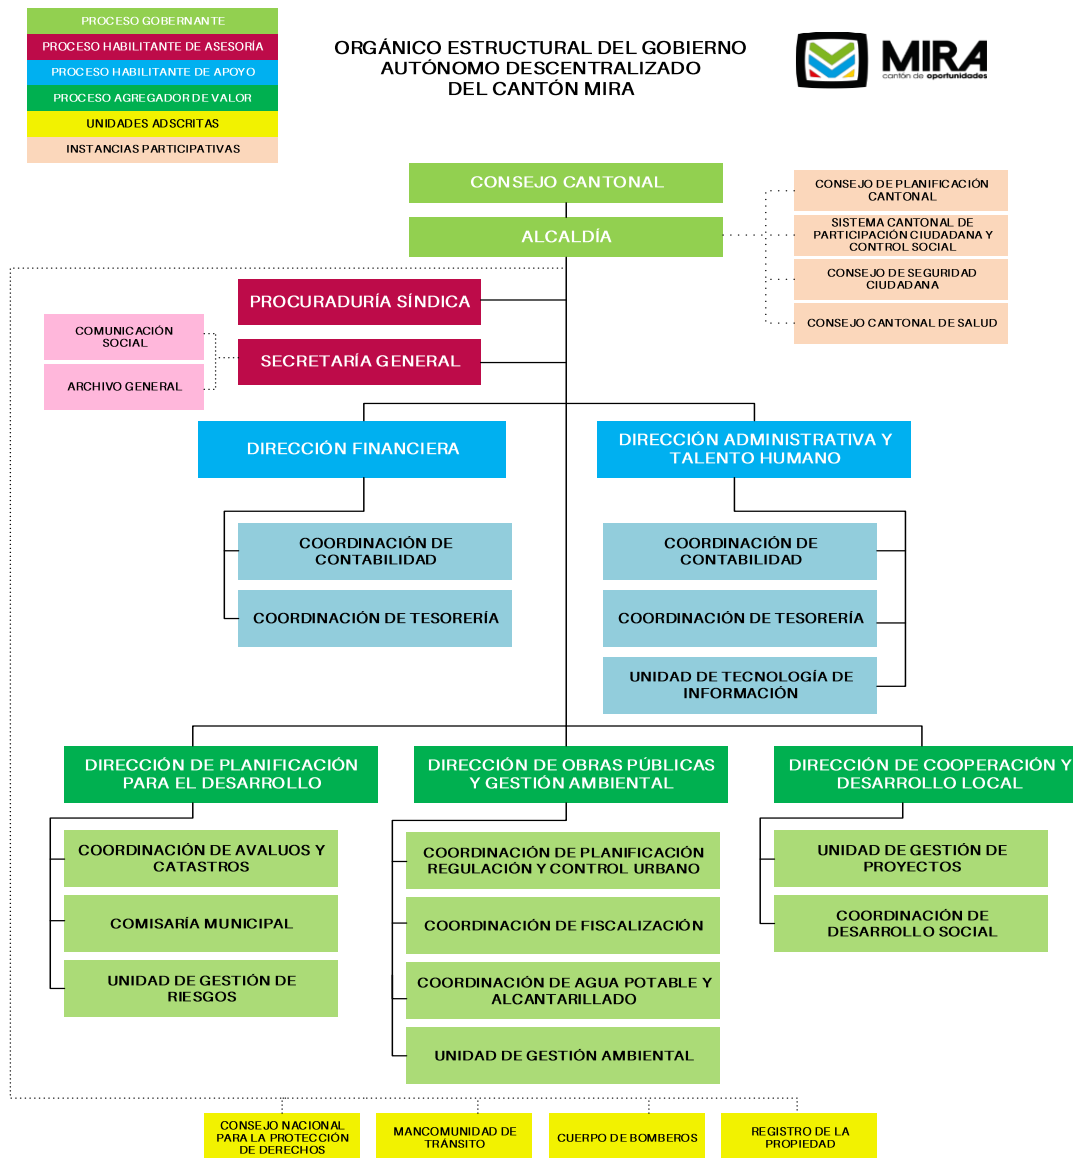 PROCESO GOBERNANTE
PROCESO HABILITANTE DE ASESORÍA
PROCESO HABILITANTE DE APOYO
PROCESO AGREGADOR DE VALOR
UNIDADES ADSCRITAS
INSTANCIAS PARTICIPATIVAS
ORGÁNICO ESTRUCTURAL DEL GOBIERNO
AUTÓNOMO DESCENTRALIZADO
DEL CANTÓN MIRA
MIRA
cantón de oportunidades
CONSEJO CANTONAL
ALCALDÍA
CONSEJO DE PLANIFICACIÓN
CANTONAL
SISTEMA CANTONAL DE
PARTICIPACIÓN CIUDADANA Y
CONTROL SOCIAL
CONSEJO DE SEGURIDAD
CIUDADANA
CONSEJO CANTONAL DE SALUD
PROCURADURÍA SÍNDICA
SECRETARÍA GENERAL
COMUNICACIÓN
SOCIAL
ARCHIVO GENERAL
DIRECCIÓN FINANCIERA
DIRECCIÓN ADMINISTRATIVA Y
TALENTO HUMANO
COORDINACIÓN DE
CONTABILIDAD
COORDINACIÓN DE TESORERÍA
COORDINACIÓN DE
CONTABILIDAD
COORDINACIÓN DE TESORERÍA
UNIDAD DE TECNOLOGÍA DE
INFORMACIÓN
DIRECCIÓN DE PLANIFICACIÓN
PARA EL DESARROLLO
DIRECCIÓN DE OBRAS PÚBLICAS
Y GESTIÓN AMBIENTAL
DIRECCIÓN DE COOPERACIÓN Y
DESARROLLO LOCAL
COORDINACIÓN DE AVALUOS Y
CATASTROS
COMISARÍA MUNICIPAL
UNIDAD DE GESTIÓN DE
RIESGOS
COORDINACIÓN DE PLANIFICACIÓN
REGULACIÓN Y CONTROL URBANO
COORDINACIÓN DE FISCALIZACIÓN
COORDINACIÓN DE AGUA POTABLE Y
ALCANTARILLADO
UNIDAD DE GESTIÓN AMBIENTAL
UNIDAD DE GESTIÓN DE
PROYECTOS
COORDINACIÓN DE
DESARROLLO SOCIAL
CONSEJO NACIONAL
PARA LA PROTECCIÓN
DE DERECHOS
MANCOMUNIDAD DE
TRÁNSITO
CUERPO DE BOMBEROS
REGISTRO DE LA
PROPIEDAD